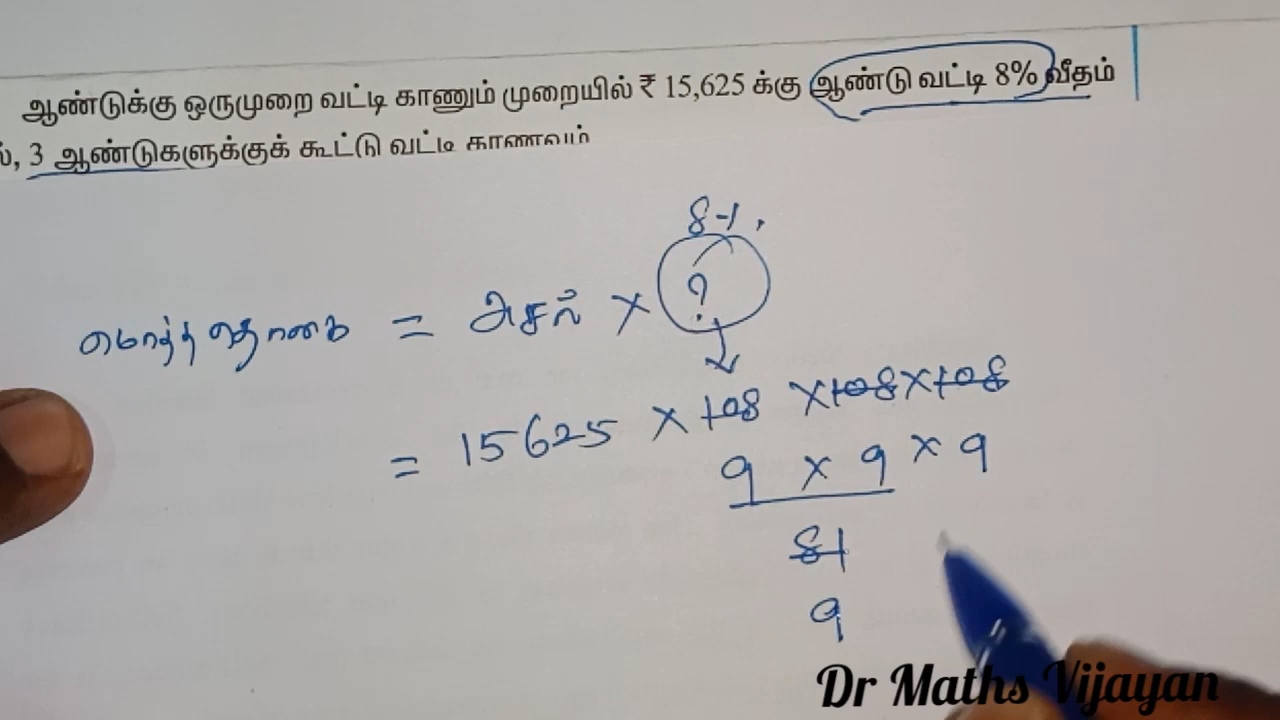 ஆண்டுக்கு ஒருமுறை வட்டி காணும் முறையில் ₹ 15,625 க்கு ஆண்டு வட்டி 8% வீதம்
ல், 3 ஆண்டுகளுக்குக் கூட்டு வட்டி காணவும்
8%
மொத்த தொகை = அசல் × ?
= 15625 × 108 × 108 × 108
9 × 9 × 9
81
9
Dr Maths Vijayan